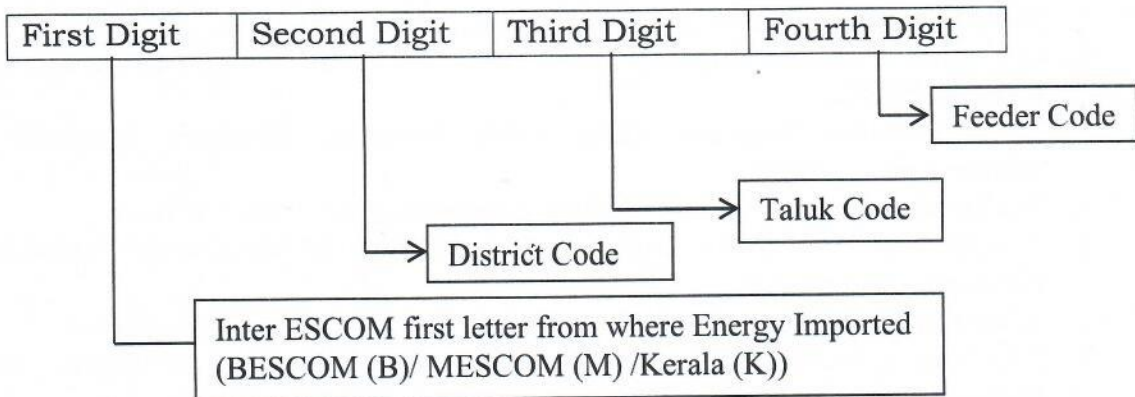 First Digit Second Digit Third Digit Fourth Digit
Feeder Code
Taluk Code
District Code
Inter ESCOM first letter from where Energy Imported
(BESCOM (B)/ MESCOM (M) /Kerala (K))